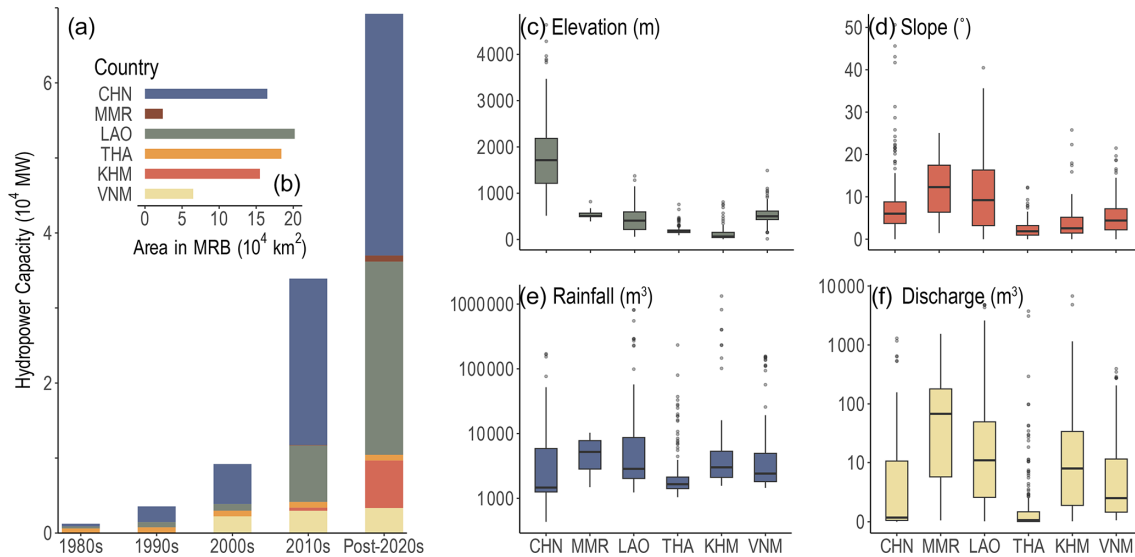 (a)
Hydropower Capacity (10⁴ MW)
6
4
2
0
1980s 1990s 2000s 2010s Post-2020s
Country
CHN
MMR
LAO
THA
KHM
VNM
(b)
0 5 10 15 20
Area in MRB (10⁴ km²)
(c) Elevation (m)
4000
3000
2000
1000
0
(d) Slope (°)
50
40
30
20
10
0
(e) Rainfall (m³)
1000000
100000
10000
1000
CHN MMR LAO THA KHM VNM
(f) Discharge (m³)
10000
1000
100
10
0
CHN MMR LAO THA KHM VNM